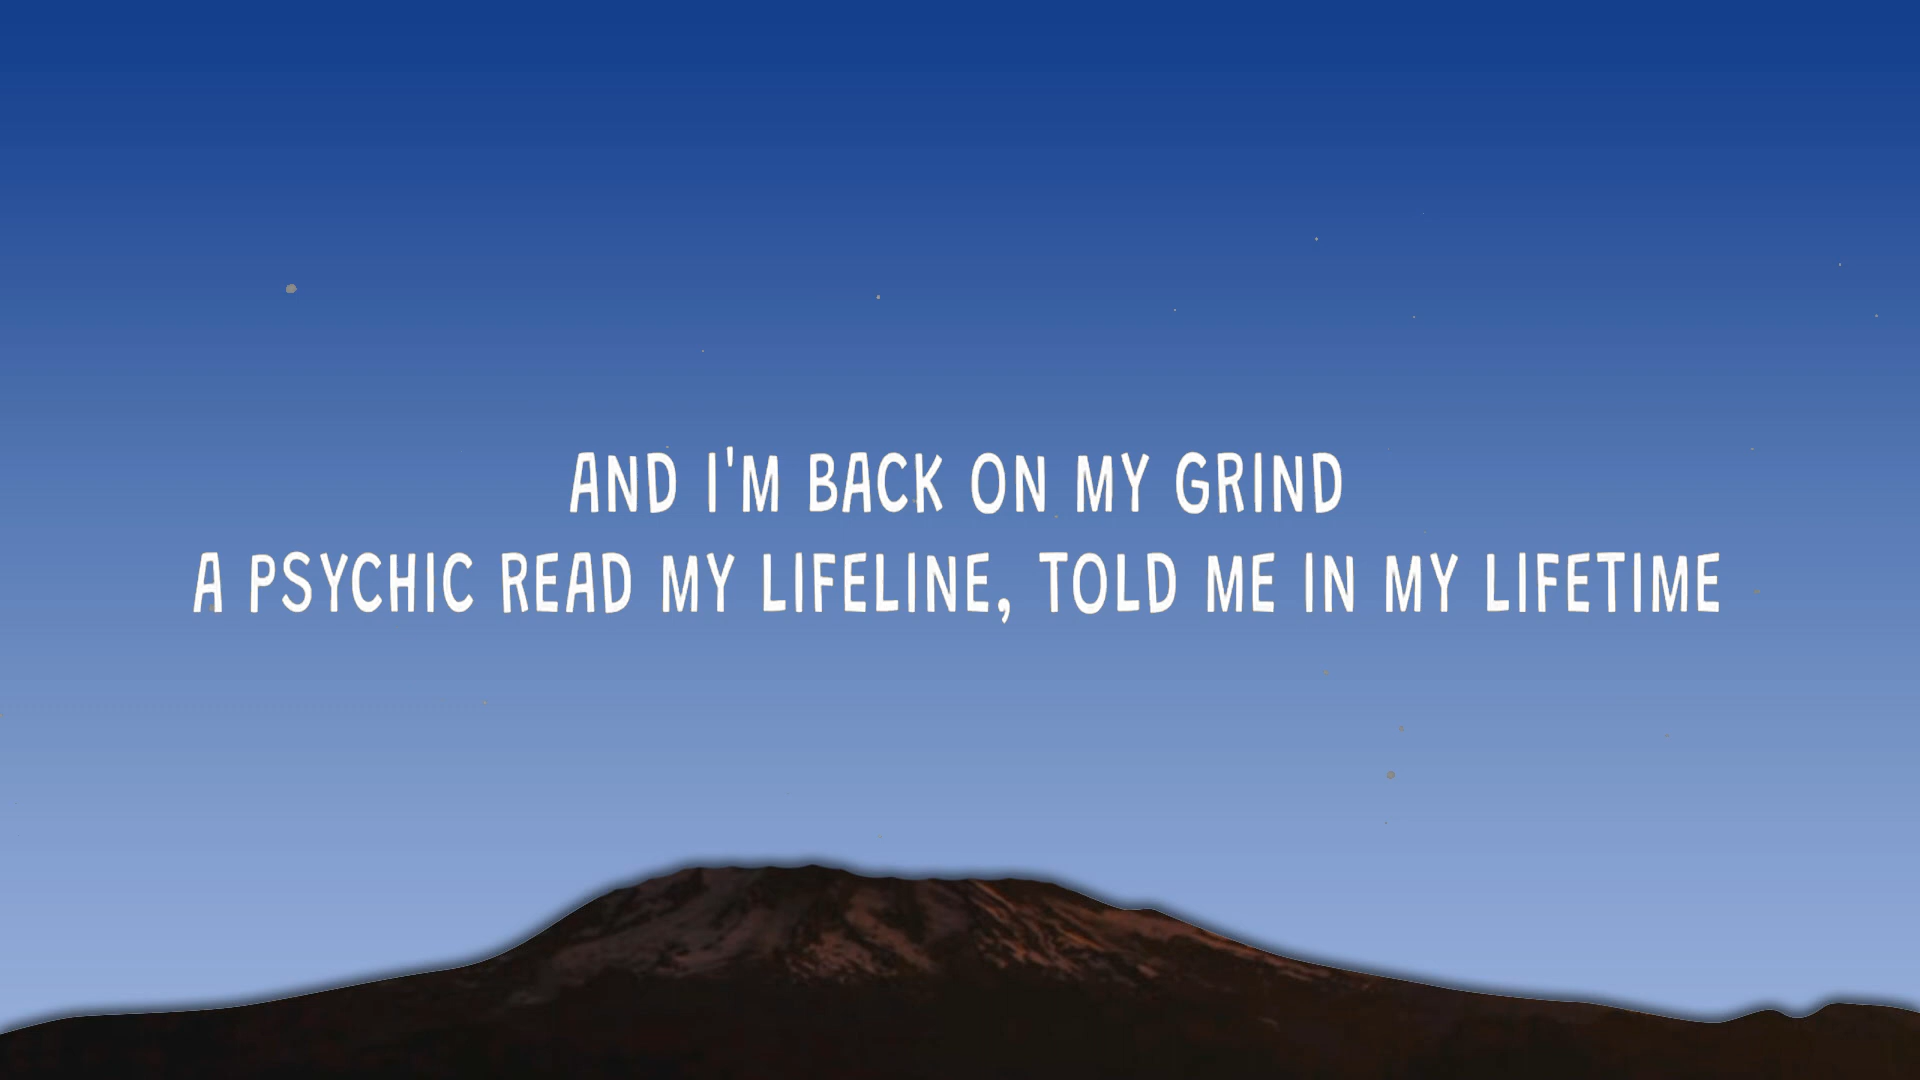 AND I'M BACK ON MY GRIND
A PSYCHIC READ MY LIFELINE, TOLD ME IN MY LIFETIME